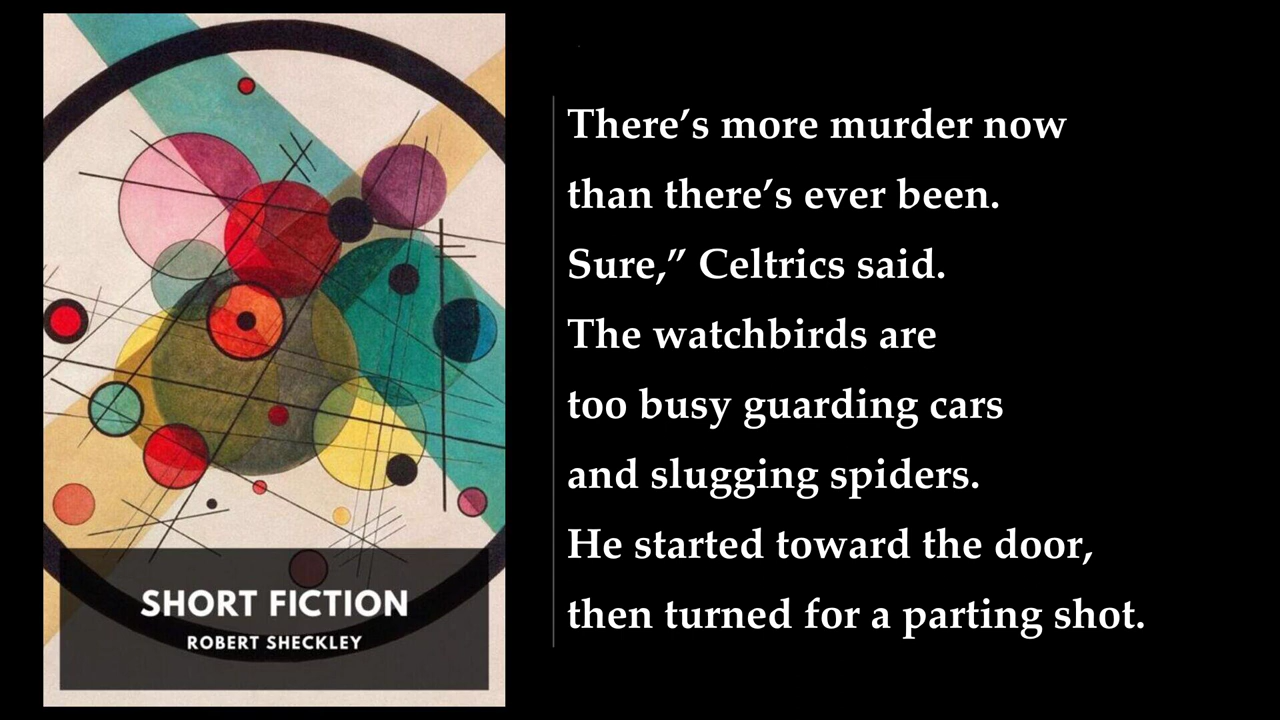 SHORT FICTION
ROBERT SHECKLEY
There’s more murder now
than there’s ever been.
Sure,” Celtrics said.
The watchbirds are
too busy guarding cars
and slugging spiders.
He started toward the door,
then turned for a parting shot.